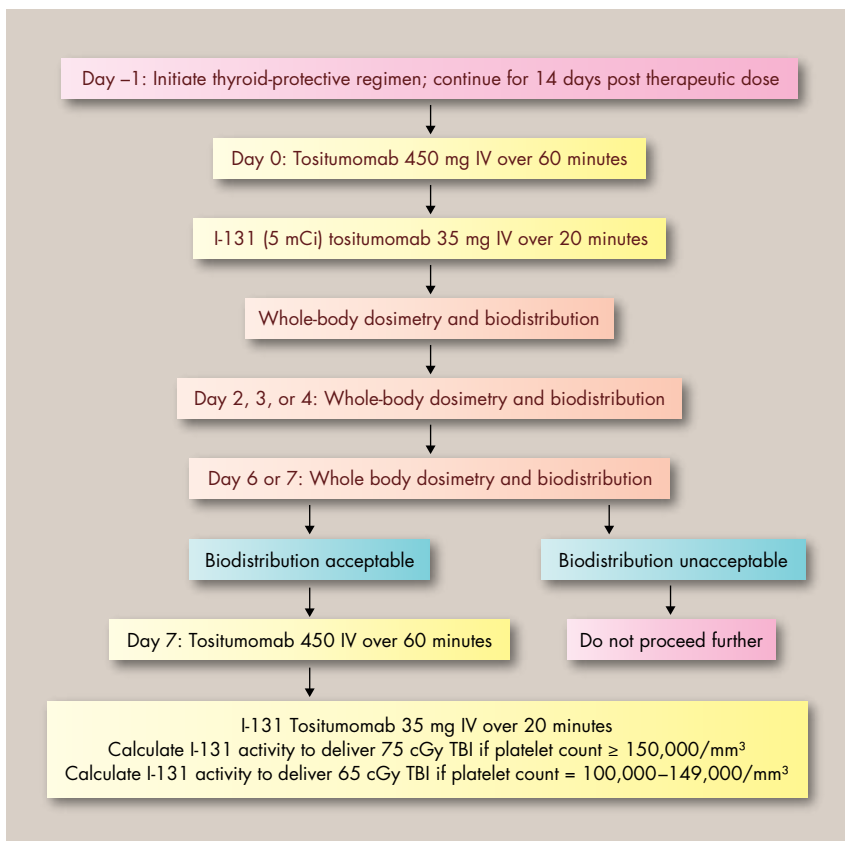 Day –1: Initiate thyroid-protective regimen; continue for 14 days post therapeutic dose
Day 0: Tositumomab 450 mg IV over 60 minutes
I-131 (5 mCi) tositumomab 35 mg IV over 20 minutes
Whole-body dosimetry and biodistribution
Day 2, 3, or 4: Whole-body dosimetry and biodistribution
Day 6 or 7: Whole body dosimetry and biodistribution
Biodistribution acceptable
Biodistribution unacceptable
Day 7: Tositumomab 450 IV over 60 minutes
Do not proceed further
I-131 Tositumomab 35 mg IV over 20 minutes
Calculate I-131 activity to deliver 75 cGy TBI if platelet count ≥ 150,000/mm³
Calculate I-131 activity to deliver 65 cGy TBI if platelet count = 100,000–149,000/mm³